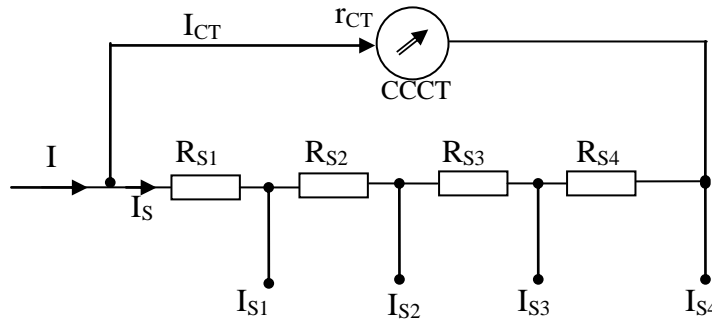 I_CT
r_CT
CCCT
I
R_S1
R_S2
R_S3
R_S4
I_S
I_S1
I_S2
I_S3
I_S4